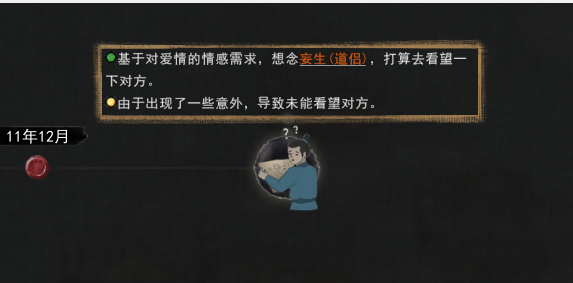 基于对爱情的情感需求，想念妄生(道侣)，打算去看望一
下对方。
由于出现了一些意外，导致未能看望对方。
11年12月
? ?